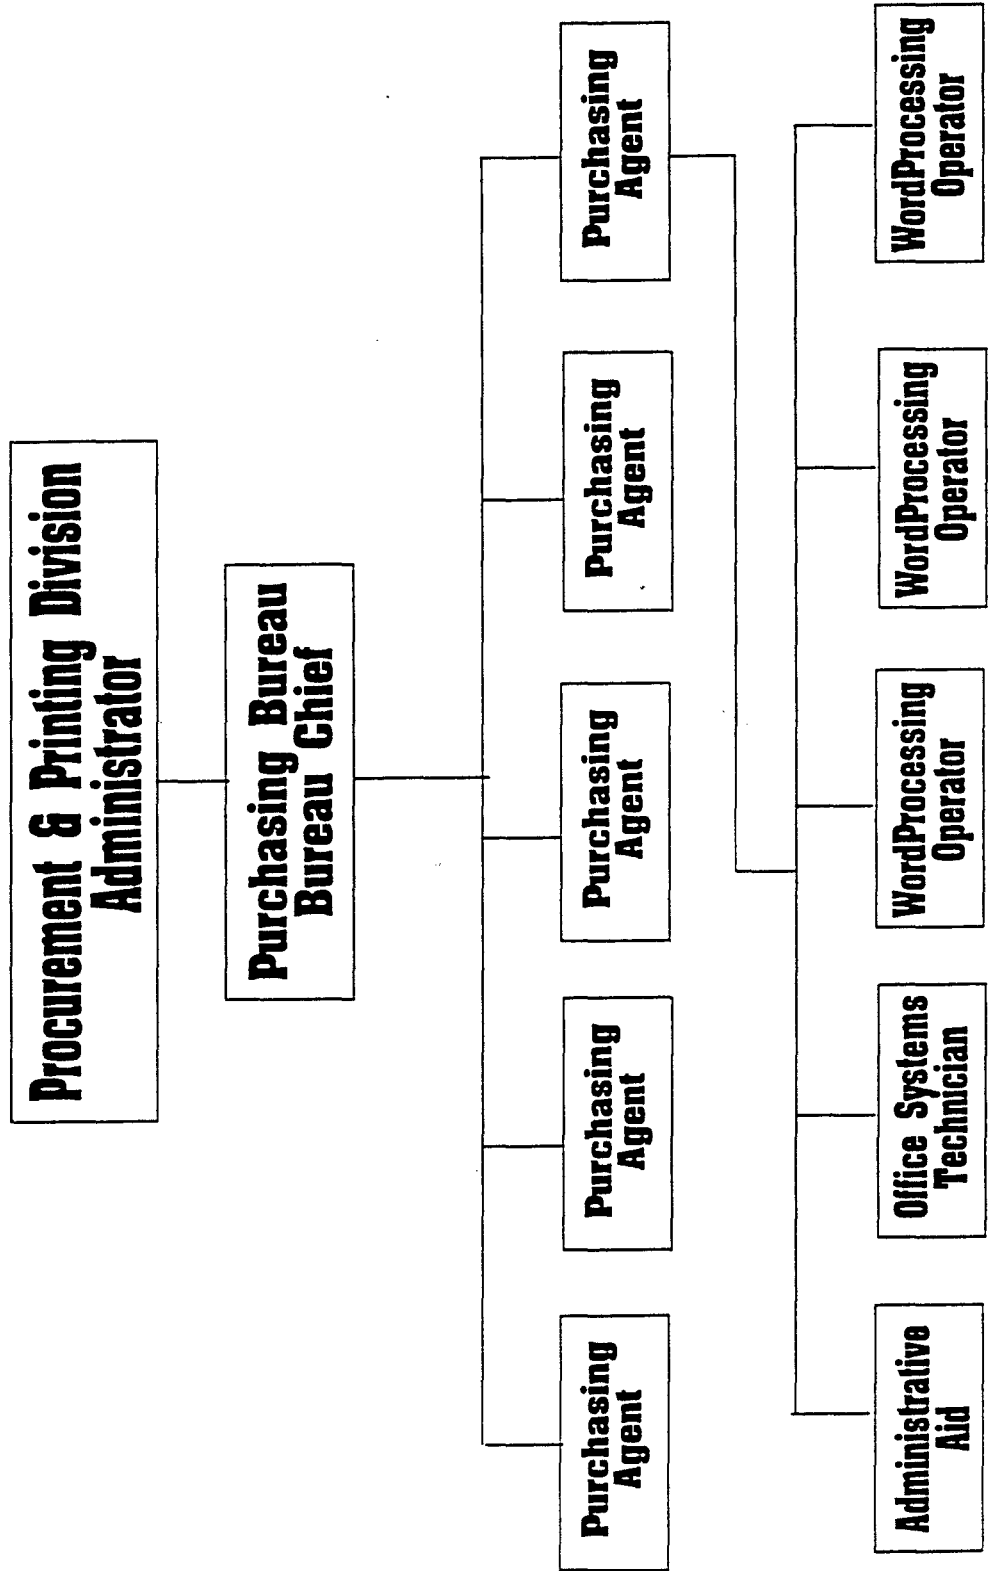 Procurement & Printing Division
Administrator
Purchasing Bureau
Bureau Chief
Purchasing
Agent
Purchasing
Agent
Purchasing
Agent
Purchasing
Agent
Purchasing
Agent
Administrative
Aid
Office Systems
Technician
WordProcessing
Operator
WordProcessing
Operator
WordProcessing
Operator